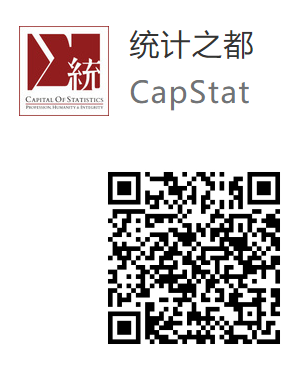 统计之都
CapStat
統
CAPITAL OF STATISTICS
PROFESSION, HUMANITY & INTEGRITY